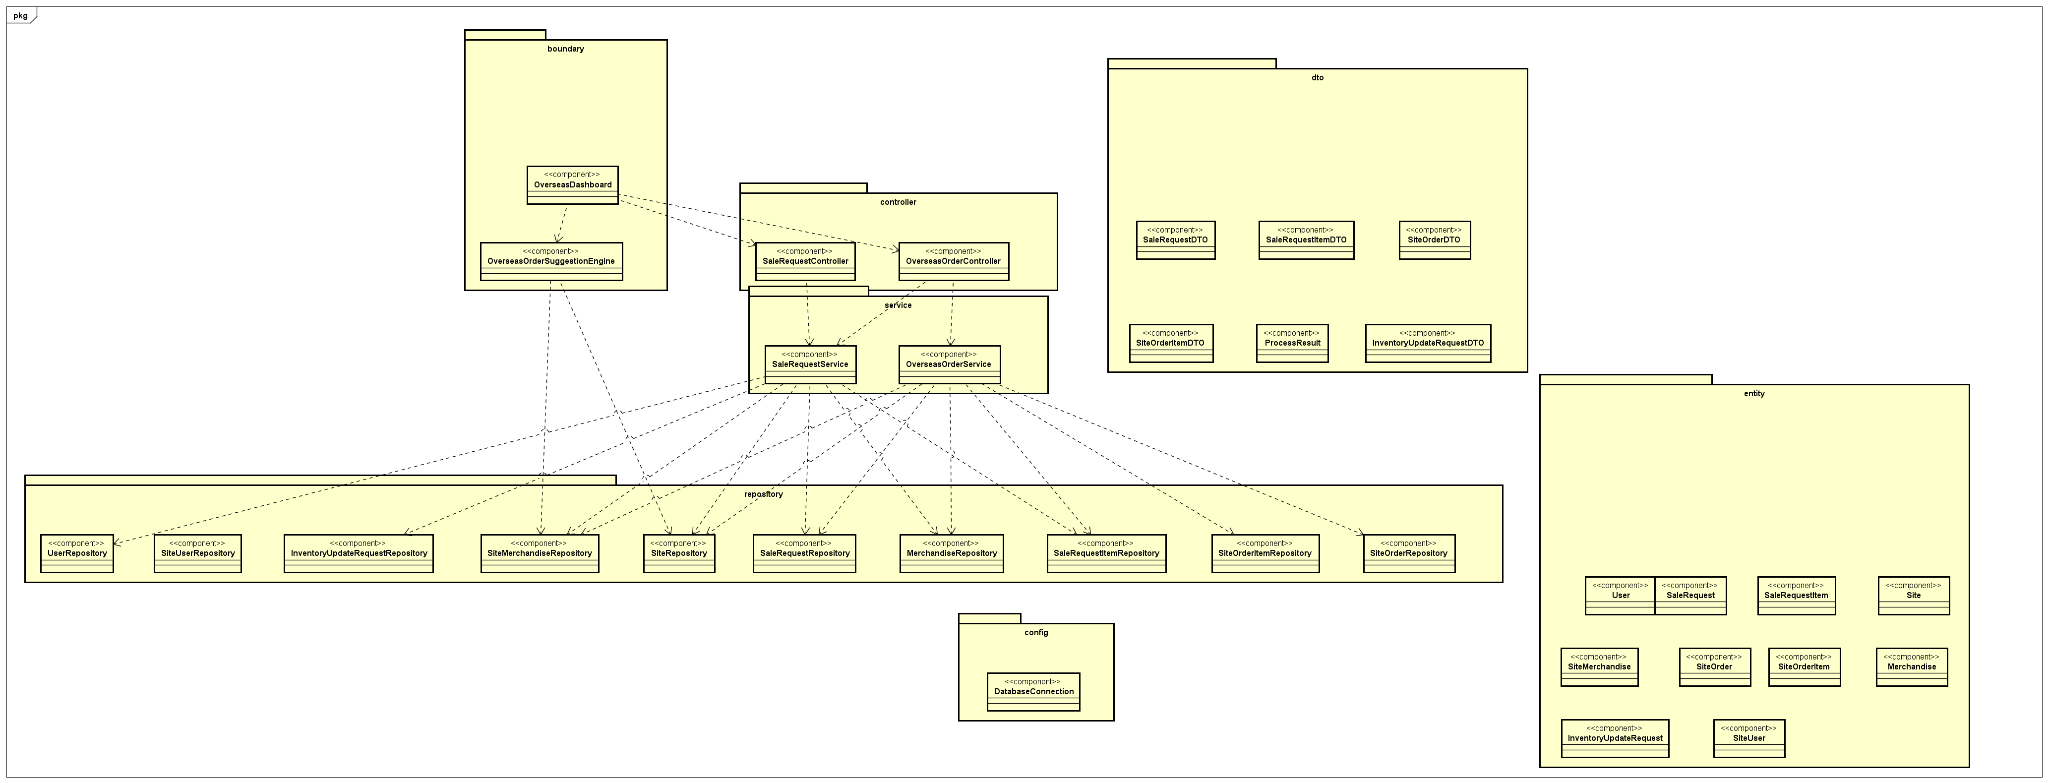 pkg
boundary
<<component>>
OverseasDashboard
<<component>>
OverseasOrderSuggestionEngine
controller
<<component>>
SaleRequestController
<<component>>
OverseasOrderController
service
<<component>>
SaleRequestService
<<component>>
OverseasOrderService
dto
<<component>>
SaleRequestDTO
<<component>>
SaleRequestItemDTO
<<component>>
SiteOrderDTO
<<component>>
SiteOrderItemDTO
<<component>>
ProcessResult
<<component>>
InventoryUpdateRequestDTO
repository
<<component>>
UserRepository
<<component>>
SiteUserRepository
<<component>>
InventoryUpdateRequestRepository
<<component>>
SiteMerchandiseRepository
<<component>>
SiteRepository
<<component>>
SaleRequestRepository
<<component>>
MerchandiseRepository
<<component>>
SaleRequestItemRepository
<<component>>
SiteOrderItemRepository
<<component>>
SiteOrderRepository
config
<<component>>
DatabaseConnection
entity
<<component>>
User
<<component>>
SaleRequest
<<component>>
SaleRequestItem
<<component>>
Site
<<component>>
SiteMerchandise
<<component>>
SiteOrder
<<component>>
SiteOrderItem
<<component>>
Merchandise
<<component>>
InventoryUpdateRequest
<<component>>
SiteUser